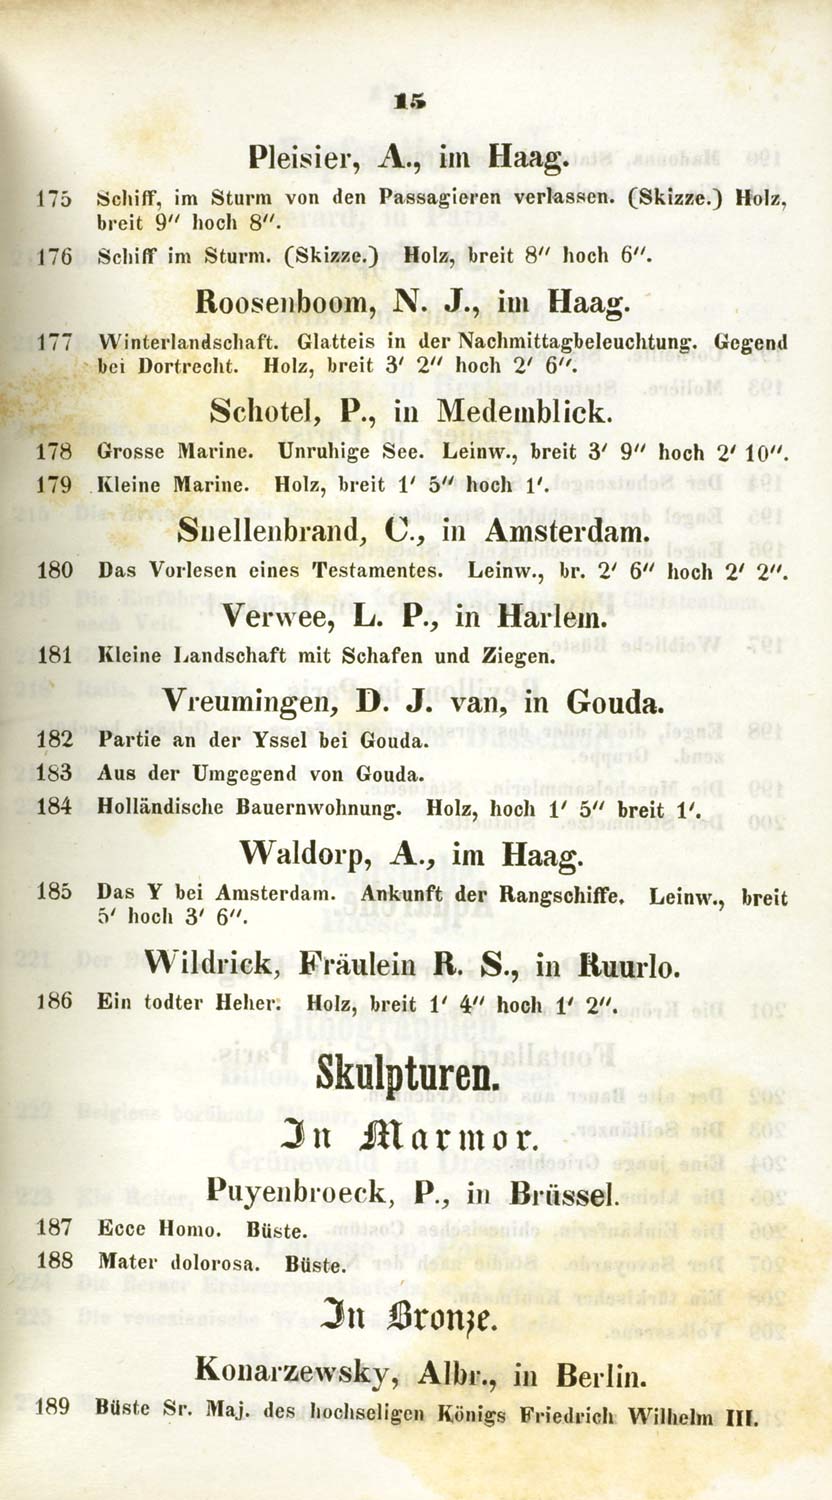 15
Pleisier, A., im Haag.
175 Schiff, im Sturm von den Passagieren verlassen. (Skizze.) Holz,
breit 9″ hoch 8″.
176 Schiff im Sturm. (Skizze.) Holz, breit 8″ hoch 6″.
Roosenboom, N. J., im Haag.
177 Winterlandschaft. Glatteis in der Nachmittagbeleuchtung. Gegend
bei Dortrecht. Holz, breit 3′ 2″ hoch 2′ 6″.
Schotel, P., in Medemblick.
178 Grosse Marine. Unruhige See. Leinw., breit 3′ 9″ hoch 2′ 10″.
179 Kleine Marine. Holz, breit 1′ 5″ hoch 1′.
Snellenbrand, C., in Amsterdam.
180 Das Vorlesen eines Testamentes. Leinw., br. 2′ 6″ hoch 2′ 2″.
Verwee, L. P., in Harlem.
181 Kleine Landschaft mit Schafen und Ziegen.
Vreumingen, D. J. van, in Gouda.
182 Partie an der Yssel bei Gouda.
183 Aus der Umgegend von Gouda.
184 Holländische Bauernwohnung. Holz, hoch 1′ 5″ breit 1′.
Waldorp, A., im Haag.
185 Das Y bei Amsterdam. Ankunft der Rangschiffe. Leinw., breit
5′ hoch 3′ 6″.
Wildrick, Fräulein R. S., in Ruurlo.
186 Ein todter Heher. Holz, breit 1′ 4″ hoch 1′ 2″.
Skulpturen.
In Marmor.
Puyenbroeck, P., in Brüssel.
187 Ecce Homo. Büste.
188 Mater dolorosa. Büste.
In Bronze.
Konarzewsky, Albr., in Berlin.
189 Büste Sr. Maj. des hochseligen Königs Friedrich Wilhelm III.